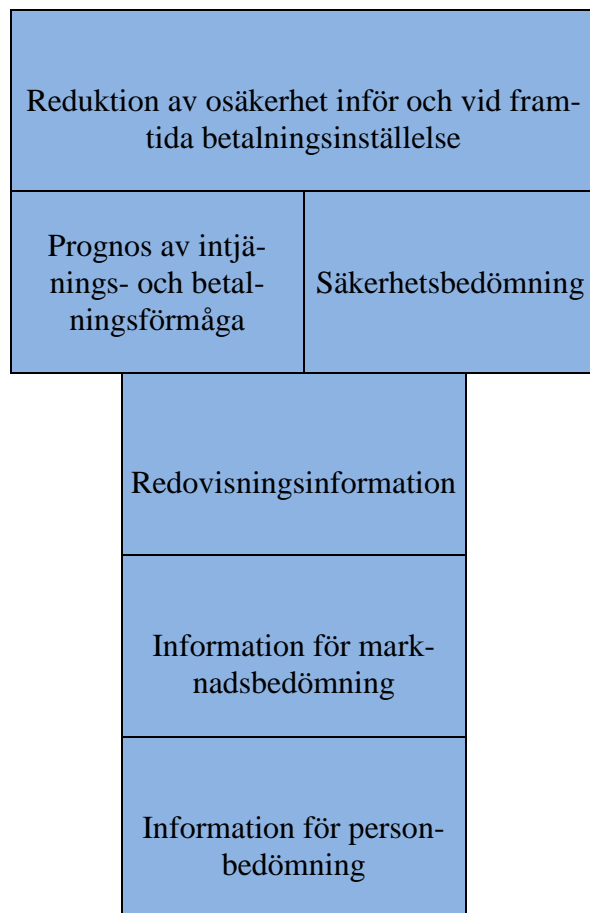 Reduktion av osäkerhet inför och vid fram-
tida betalningsinställelse
Prognos av intjä-
nings- och betal-
ningsförmåga
Säkerhetsbedömning
Redovisningsinformation
Information för mark-
nadsbedömning
Information för person-
bedömning